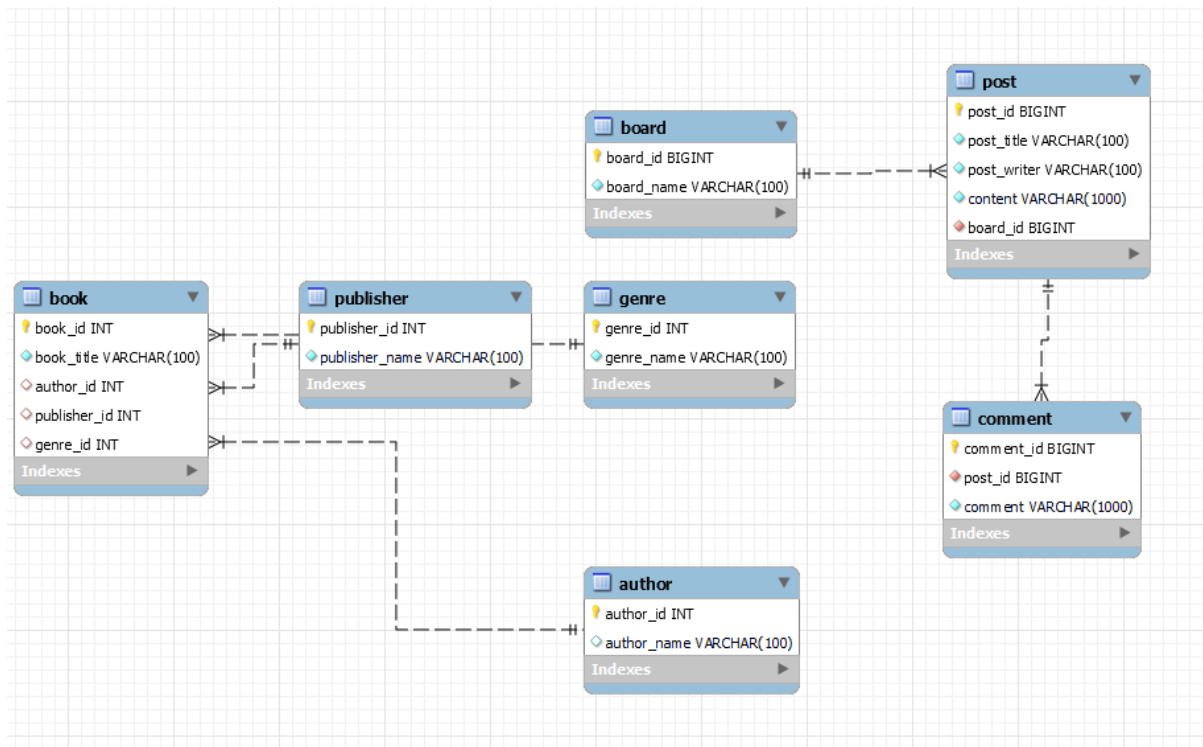 board
board_id BIGINT
board_name VARCHAR(100)
Indexes
post
post_id BIGINT
post_title VARCHAR(100)
post_writer VARCHAR(100)
content VARCHAR(1000)
board_id BIGINT
Indexes
book
book_id INT
book_title VARCHAR(100)
author_id INT
publisher_id INT
genre_id INT
Indexes
publisher
publisher_id INT
publisher_name VARCHAR(100)
Indexes
genre
genre_id INT
genre_name VARCHAR(100)
Indexes
comment
comment_id BIGINT
post_id BIGINT
comment VARCHAR(1000)
Indexes
author
author_id INT
author_name VARCHAR(100)
Indexes